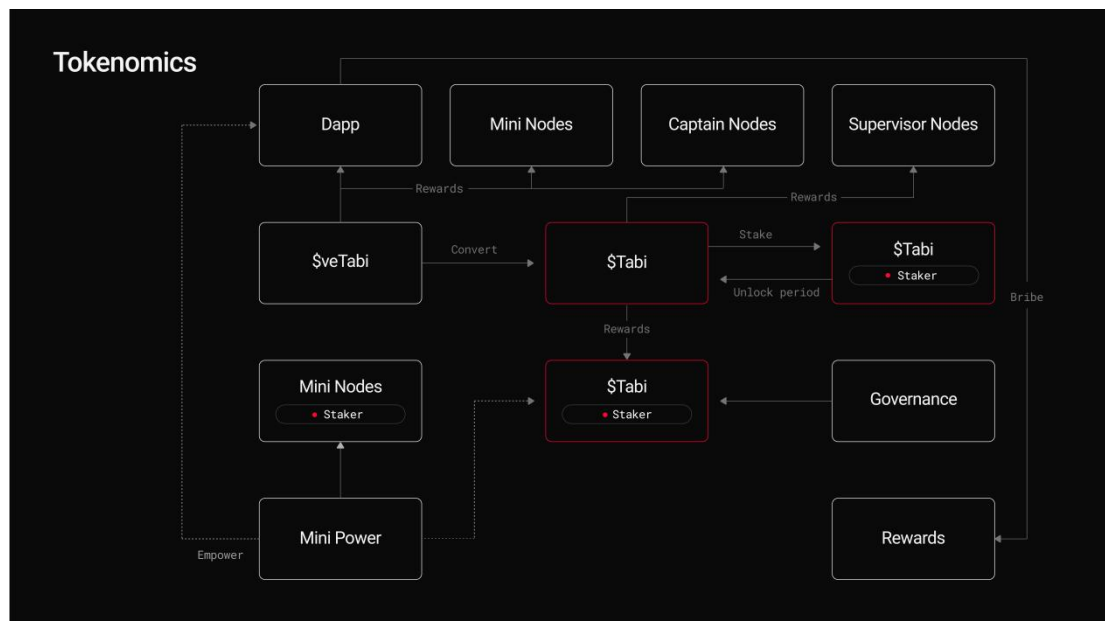 Tokenomics
Dapp
Mini Nodes
Captain Nodes
Supervisor Nodes
Rewards
Rewards
$veTabi
Convert
$Tabi
Stake
Unlock period
$Tabi
Staker
Bribe
Rewards
Mini Nodes
Staker
$Tabi
Staker
Governance
Mini Power
Empower
Rewards